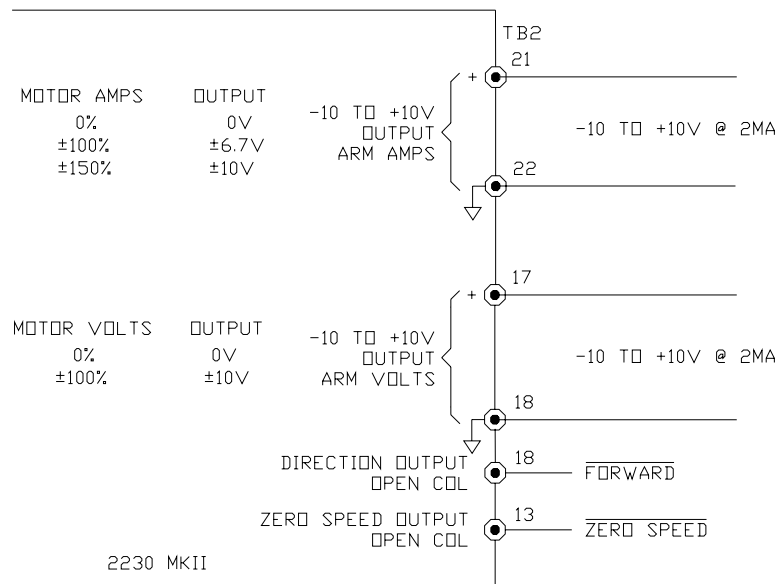 TB2
21
+
MOTOR AMPS OUTPUT
0% 0V
±100% ±6.7V
±150% ±10V
-10 TO +10V
OUTPUT
ARM AMPS
-10 TO +10V @ 2MA
22
17
+
MOTOR VOLTS OUTPUT
0% 0V
±100% ±10V
-10 TO +10V
OUTPUT
ARM VOLTS
-10 TO +10V @ 2MA
18
DIRECTION OUTPUT
OPEN COL
18
FORWARD
ZERO SPEED OUTPUT
OPEN COL
13
ZERO SPEED
2230 MKII